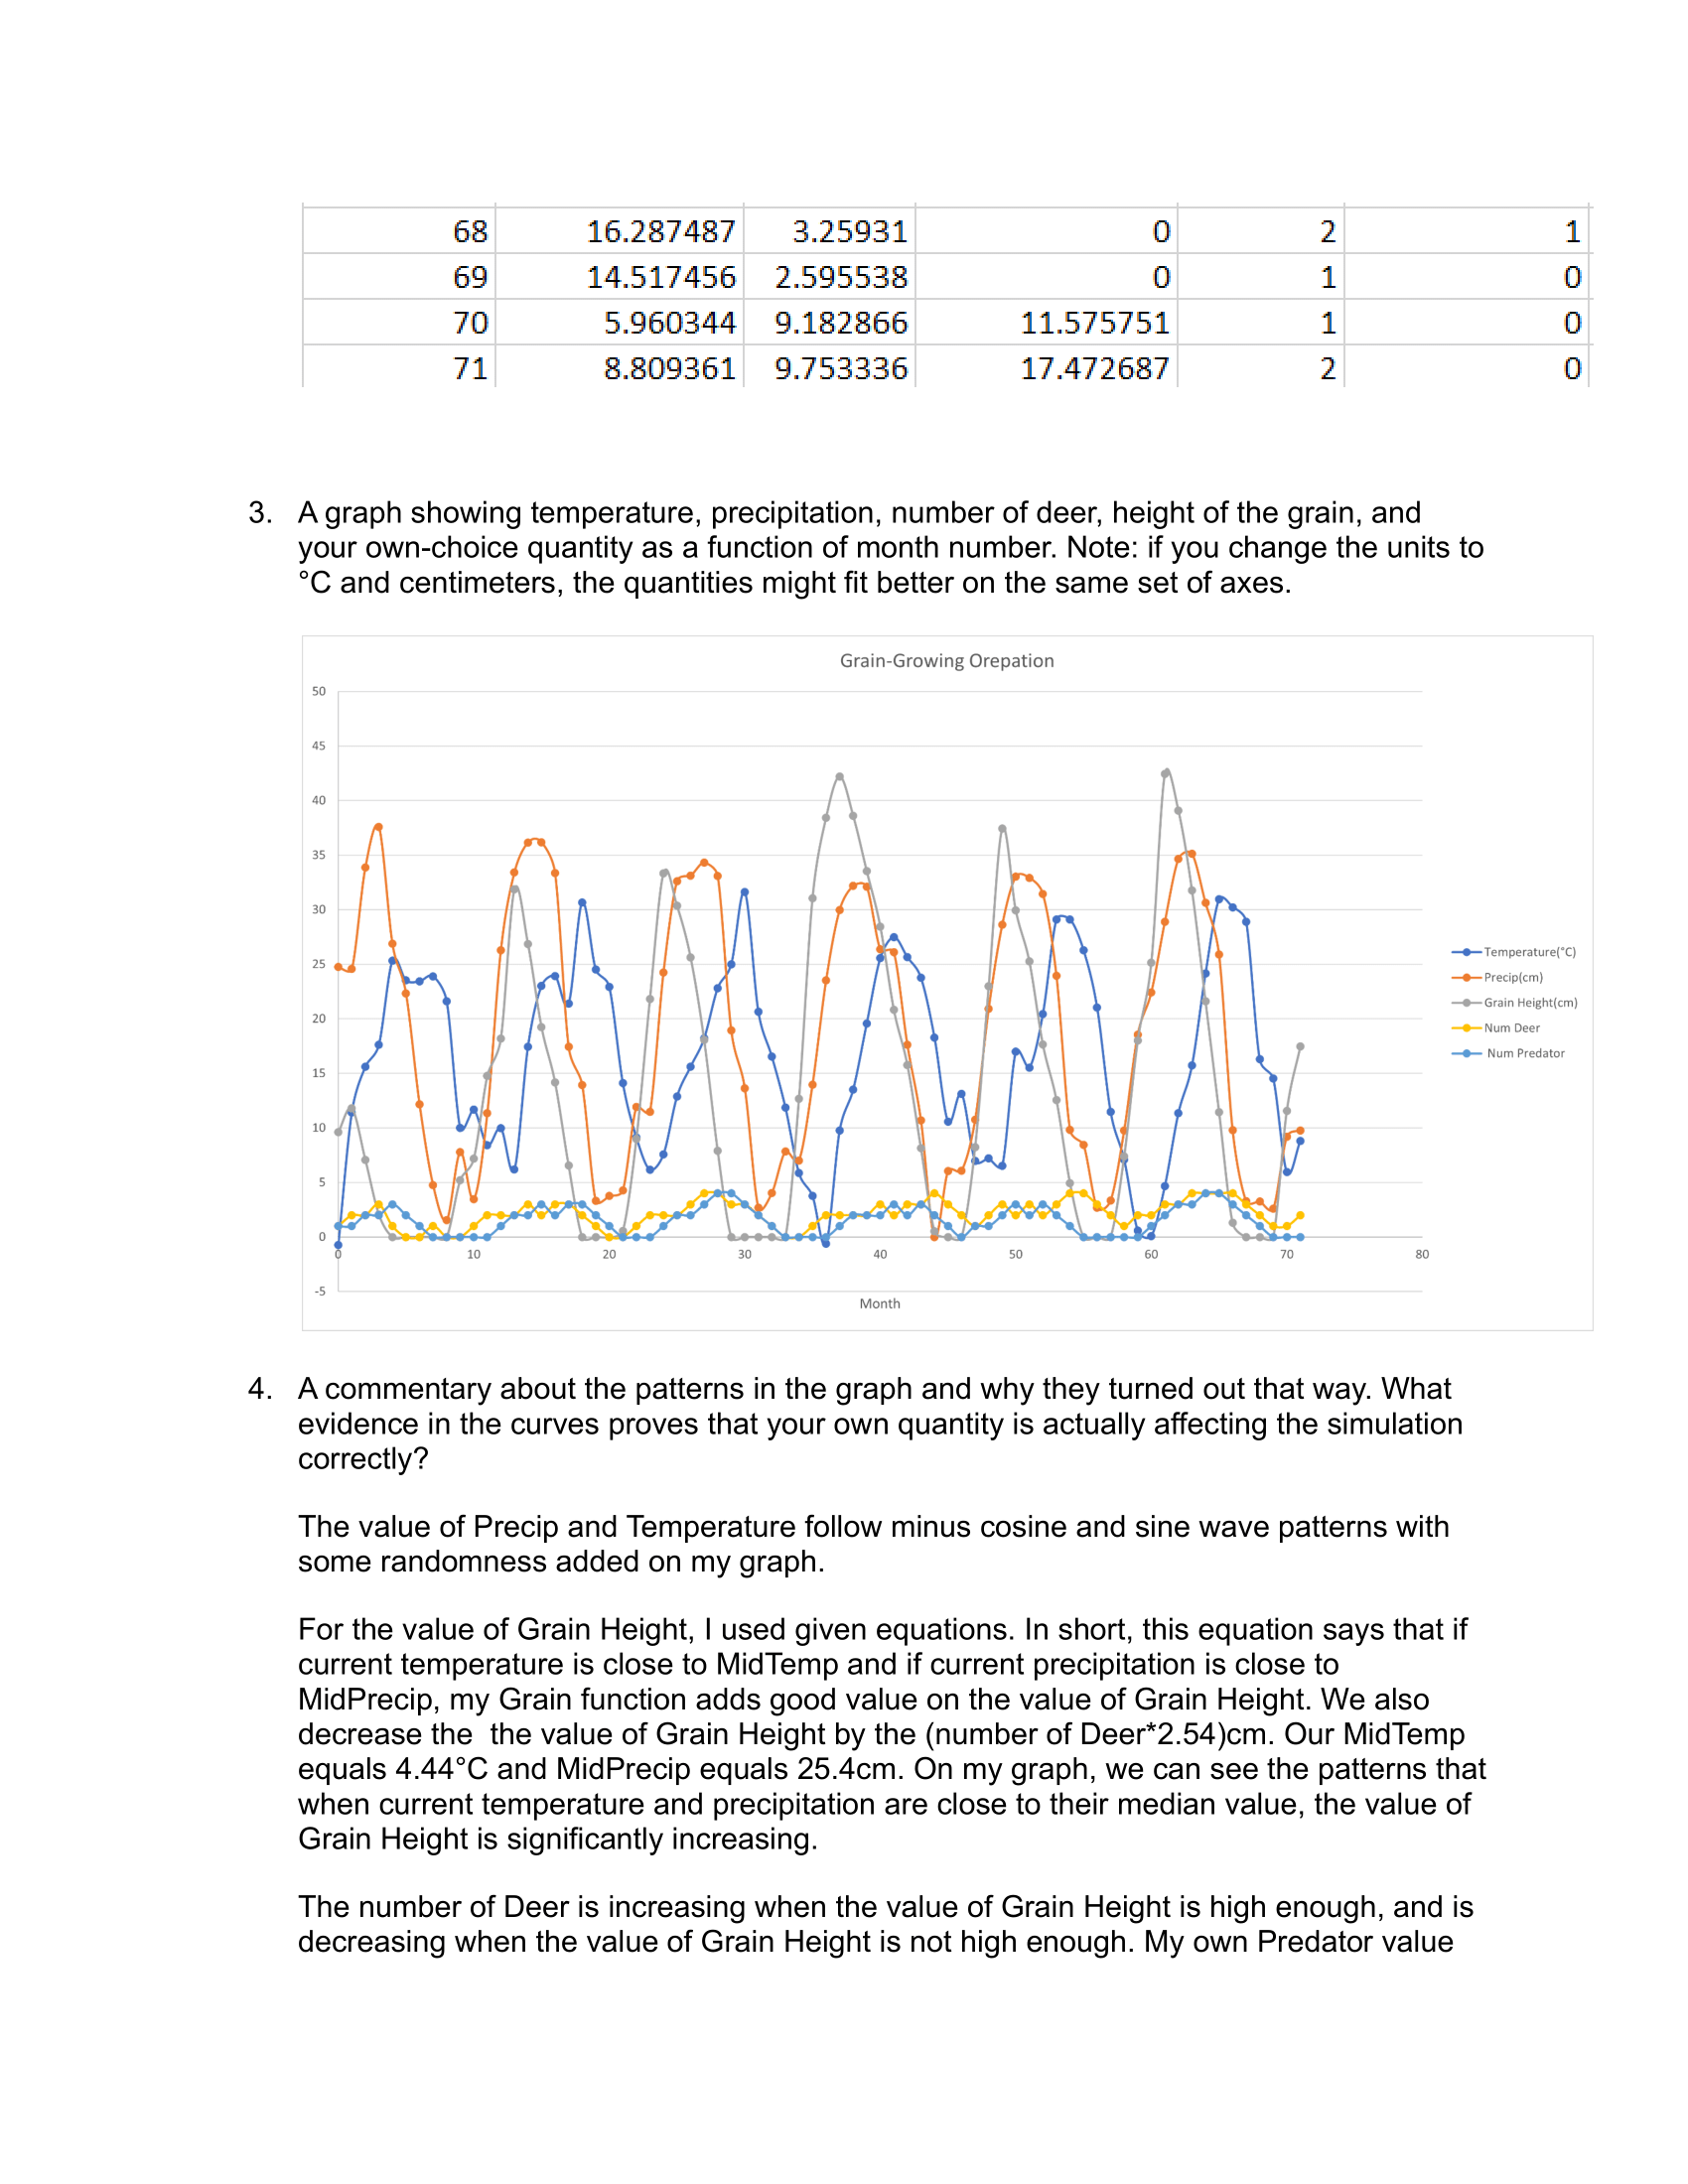 68 16.287487 3.25931 0 2 1
69 14.517456 2.595538 0 1 0
70 5.960344 9.182866 11.575751 1 0
71 8.809361 9.753336 17.472687 2 0
3. A graph showing temperature, precipitation, number of deer, height of the grain, and
your own-choice quantity as a function of month number. Note: if you change the units to
°C and centimeters, the quantities might fit better on the same set of axes.
Grain-Growing Orepation
50
45
40
35
30
25
20
15
10
5
0
-5
0 10 20 30 40 50 60 70 80
Month
Temperature(°C)
Precip(cm)
Grain Height(cm)
Num Deer
Num Predator
4. A commentary about the patterns in the graph and why they turned out that way. What
evidence in the curves proves that your own quantity is actually affecting the simulation
correctly?
The value of Precip and Temperature follow minus cosine and sine wave patterns with
some randomness added on my graph.
For the value of Grain Height, I used given equations. In short, this equation says that if
current temperature is close to MidTemp and if current precipitation is close to
MidPrecip, my Grain function adds good value on the value of Grain Height. We also
decrease the  the value of Grain Height by the (number of Deer*2.54)cm. Our MidTemp
equals 4.44°C and MidPrecip equals 25.4cm. On my graph, we can see the patterns that
when current temperature and precipitation are close to their median value, the value of
Grain Height is significantly increasing.
The number of Deer is increasing when the value of Grain Height is high enough, and is
decreasing when the value of Grain Height is not high enough. My own Predator value